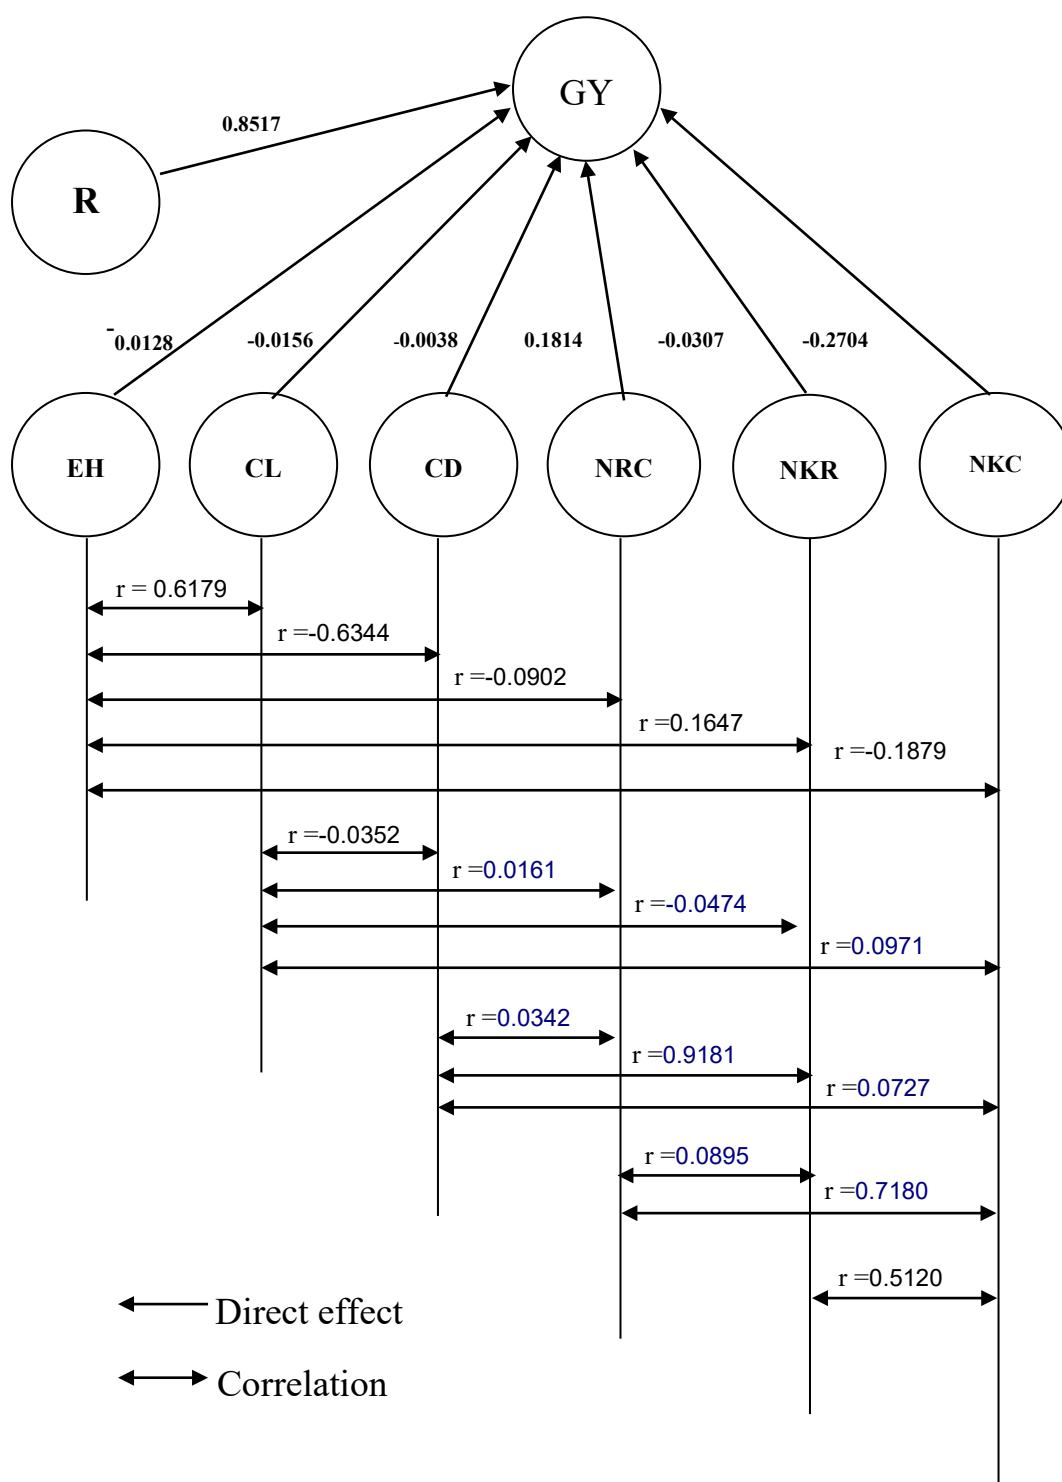 GY
0.8517
R
-0.0128
-0.0156
-0.0038
0.1814
-0.0307
-0.2704
EH
CL
CD
NRC
NKR
NKC
r = 0.6179
r =-0.6344
r =-0.0902
r =0.1647
r =-0.1879
r =-0.0352
r =0.0161
r =-0.0474
r =0.0971
r =0.0342
r =0.9181
r =0.0727
r =0.0895
r =0.7180
r =0.5120
Direct effect
Correlation